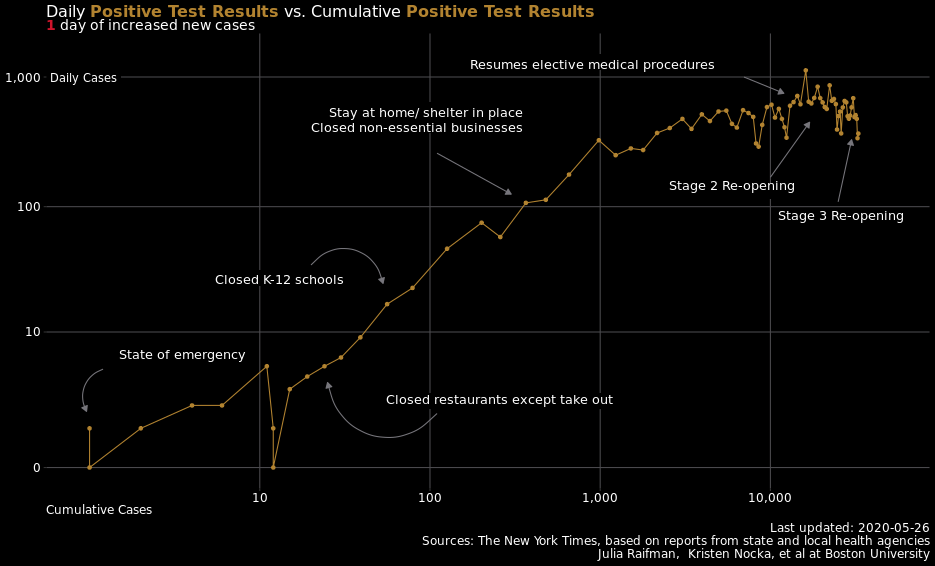 Daily Positive Test Results vs. Cumulative Positive Test Results
1 day of increased new cases
Resumes elective medical procedures
1,000 Daily Cases
Stay at home/ shelter in place
Closed non-essential businesses
Stage 2 Re-opening
100
Stage 3 Re-opening
Closed K-12 schools
10
State of emergency
Closed restaurants except take out
0
10 100 1,000 10,000
Cumulative Cases
Last updated: 2020-05-26
Sources: The New York Times, based on reports from state and local health agencies
Julia Raifman,  Kristen Nocka, et al at Boston University